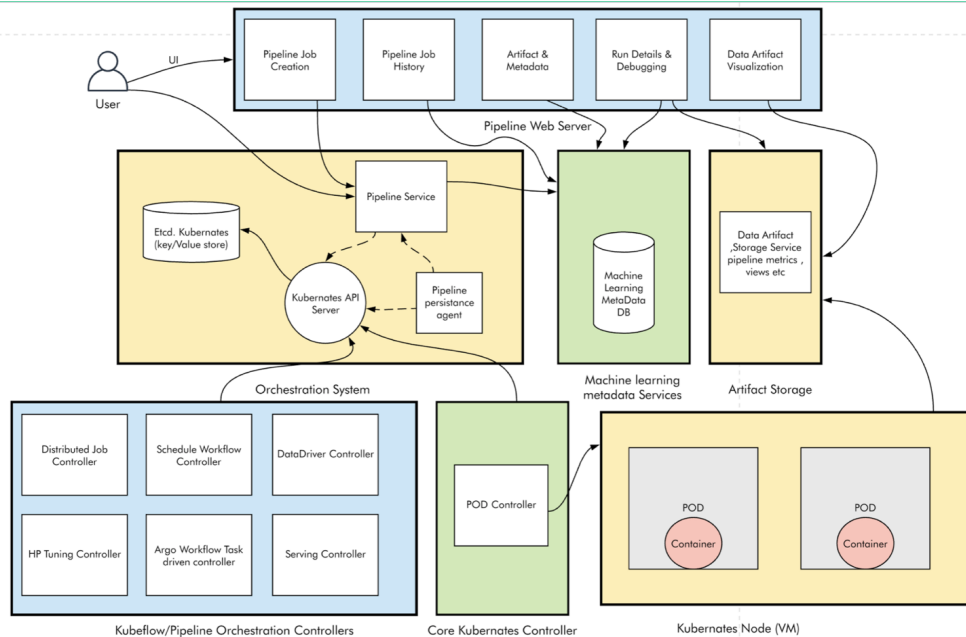 Pipeline Job
Creation
Pipeline Job
History
Artifact &
Metadata
Run Details &
Debugging
Data Artifact
Visualization
UI
User
Pipeline Web Server
Pipeline Service
Etcd. Kubernetes
(key/Value store)
Kubernetes API
Server
Pipeline
persistance
agent
Machine
Learning
MetaData
DB
Data Artifact
,Storage Service
pipeline metrics ,
views etc
Orchestration System
Machine learning
metadata Services
Artifact Storage
Distributed Job
Controller
Schedule Workflow
Controller
DataDriver Controller
HP Tuning Controller
Argo Workflow Task
driven controller
Serving Controller
POD Controller
POD
Container
POD
Container
Kubeflow/Pipeline Orchestration Controllers
Core Kubernetes Controller
Kubernetes Node (VM)